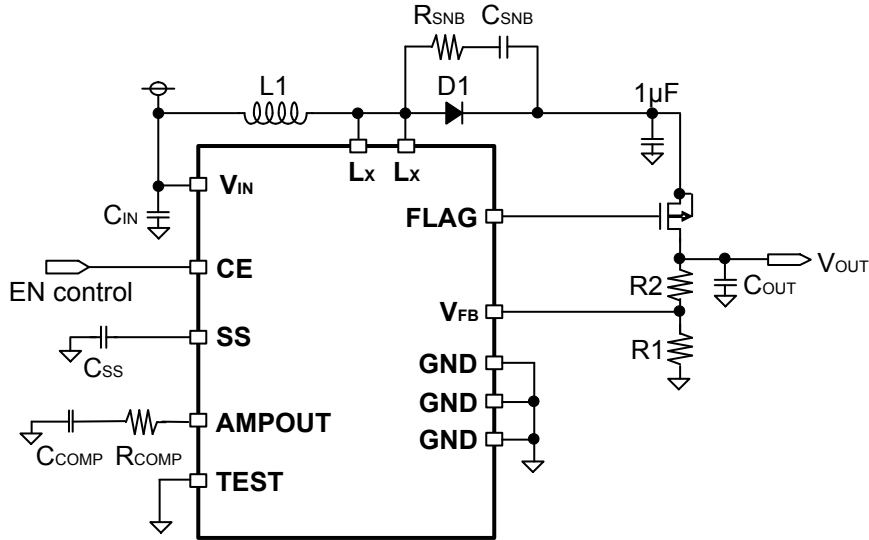 RSNB CSNB
L1
D1
1µF
LX LX
VIN
CIN
FLAG
CE
EN control
VOUT
R2
COUT
VFB
SS
R1
CSS
GND
AMPOUT
GND
CCOMP RCOMP
GND
TEST